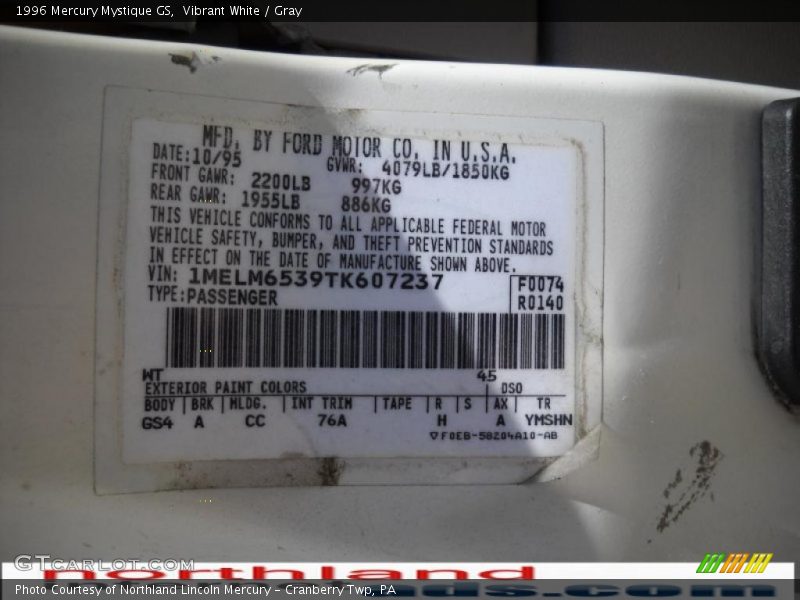 1996 Mercury Mystique GS,  Vibrant White / Gray
MFD. BY FORD MOTOR CO. IN U.S.A.
DATE:10/95 GVWR: 4079LB/1850KG
FRONT GAWR: 2200LB 997KG
REAR GAWR: 1955LB 886KG
THIS VEHICLE CONFORMS TO ALL APPLICABLE FEDERAL MOTOR
VEHICLE SAFETY, BUMPER, AND THEFT PREVENTION STANDARDS
IN EFFECT ON THE DATE OF MANUFACTURE SHOWN ABOVE.
VIN: 1MELM6539TK607237 F0074
TYPE:PASSENGER R0140
WT 45
EXTERIOR PAINT COLORS DSO
BODY BRK MLDG. INT TRIM TAPE R S AX TR
GS4 A CC 76A H A YMSHN
▽F0EB-58204A10-AB
GTcarlot.com
northland
Photo Courtesy of Northland Lincoln Mercury - Cranberry Twp, PA